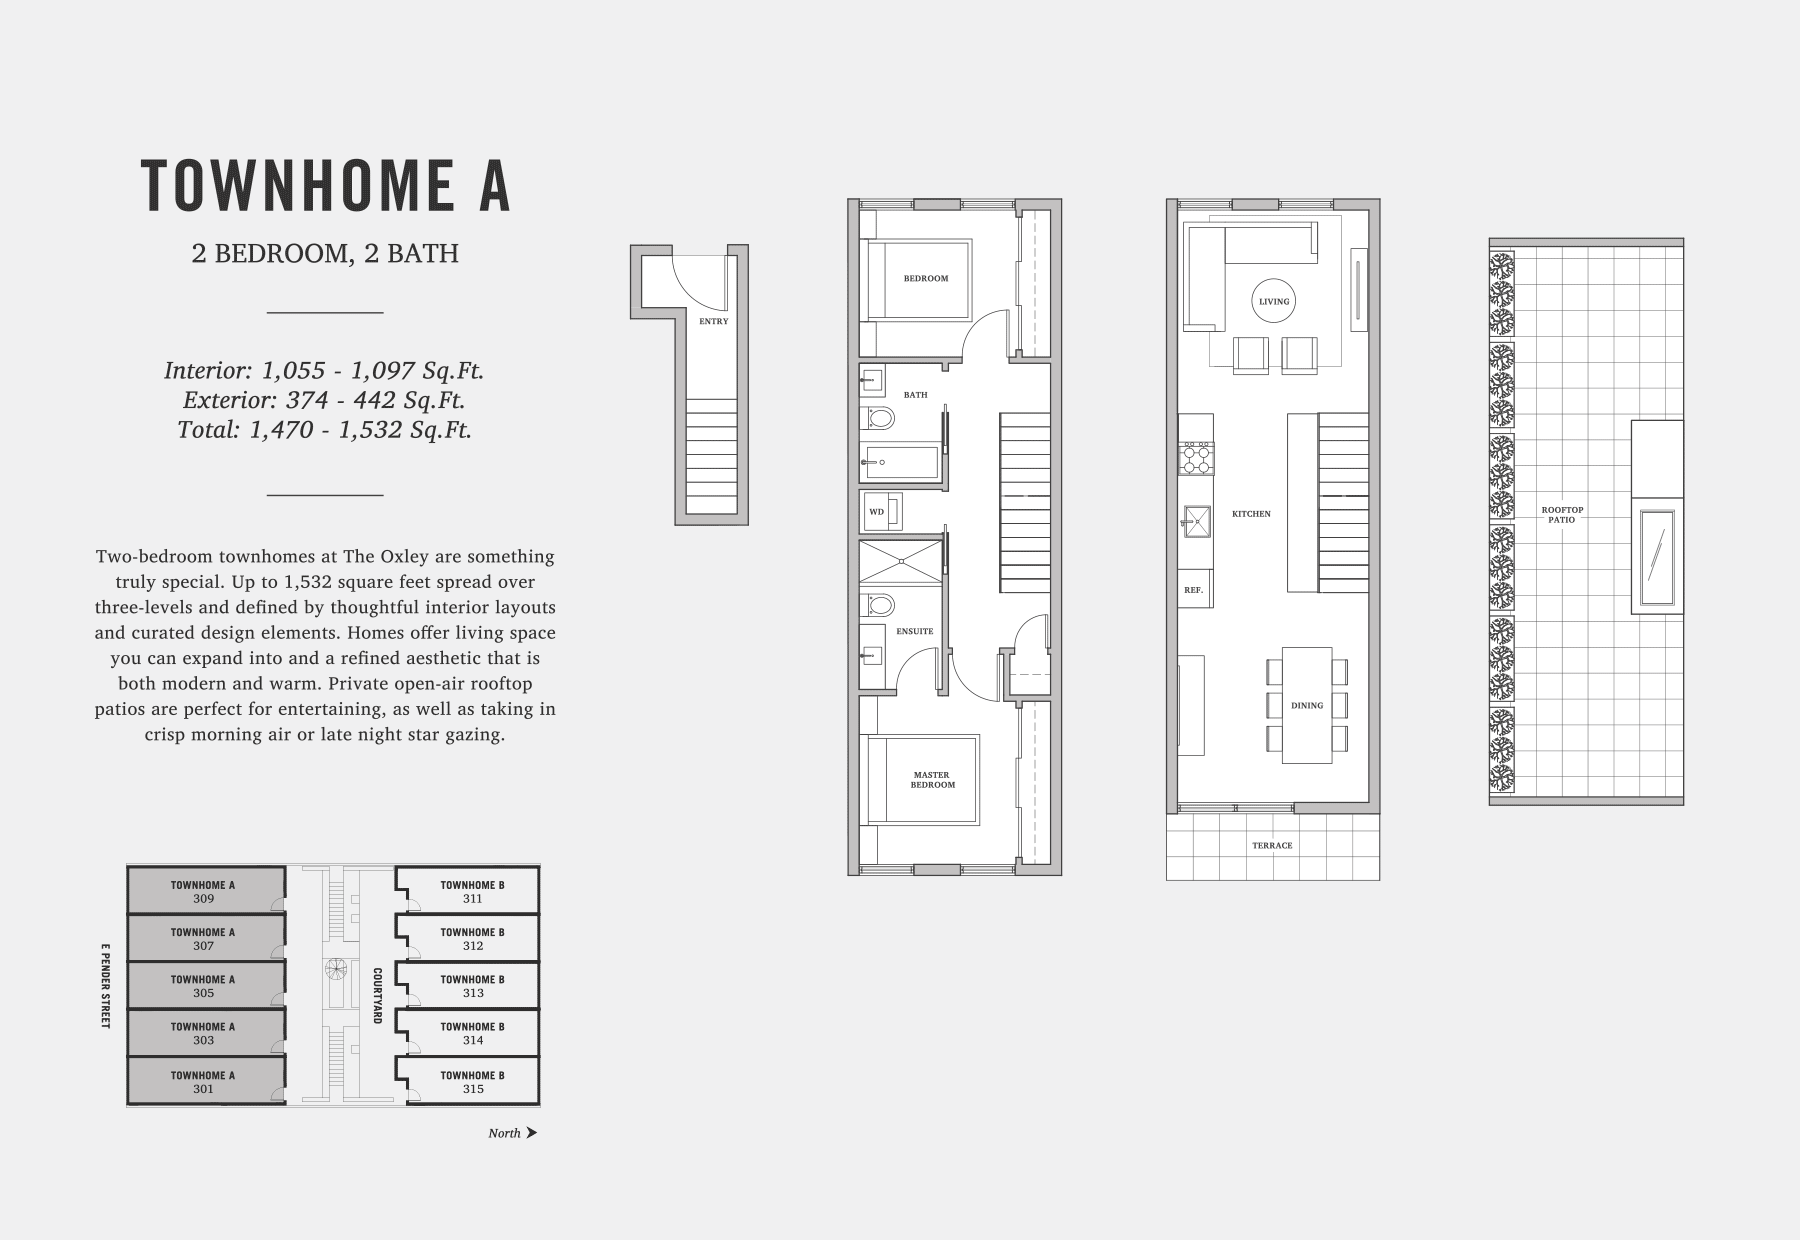 TOWNHOME A
2 BEDROOM, 2 BATH
Interior: 1,055 - 1,097 Sq.Ft.
Exterior: 374 - 442 Sq.Ft.
Total: 1,470 - 1,532 Sq.Ft.
Two-bedroom townhomes at The Oxley are something
truly special. Up to 1,532 square feet spread over
three-levels and defined by thoughtful interior layouts
and curated design elements. Homes offer living space
you can expand into and a refined aesthetic that is
both modern and warm. Private open-air rooftop
patios are perfect for entertaining, as well as taking in
crisp morning air or late night star gazing.
E PENDER STREET
TOWNHOME A
309
TOWNHOME A
307
TOWNHOME A
305
TOWNHOME A
303
TOWNHOME A
301
COURTYARD
TOWNHOME B
311
TOWNHOME B
312
TOWNHOME B
313
TOWNHOME B
314
TOWNHOME B
315
North
ENTRY
BEDROOM
BATH
WD
ENSUITE
MASTER
BEDROOM
LIVING
KITCHEN
REF.
DINING
TERRACE
ROOFTOP
PATIO